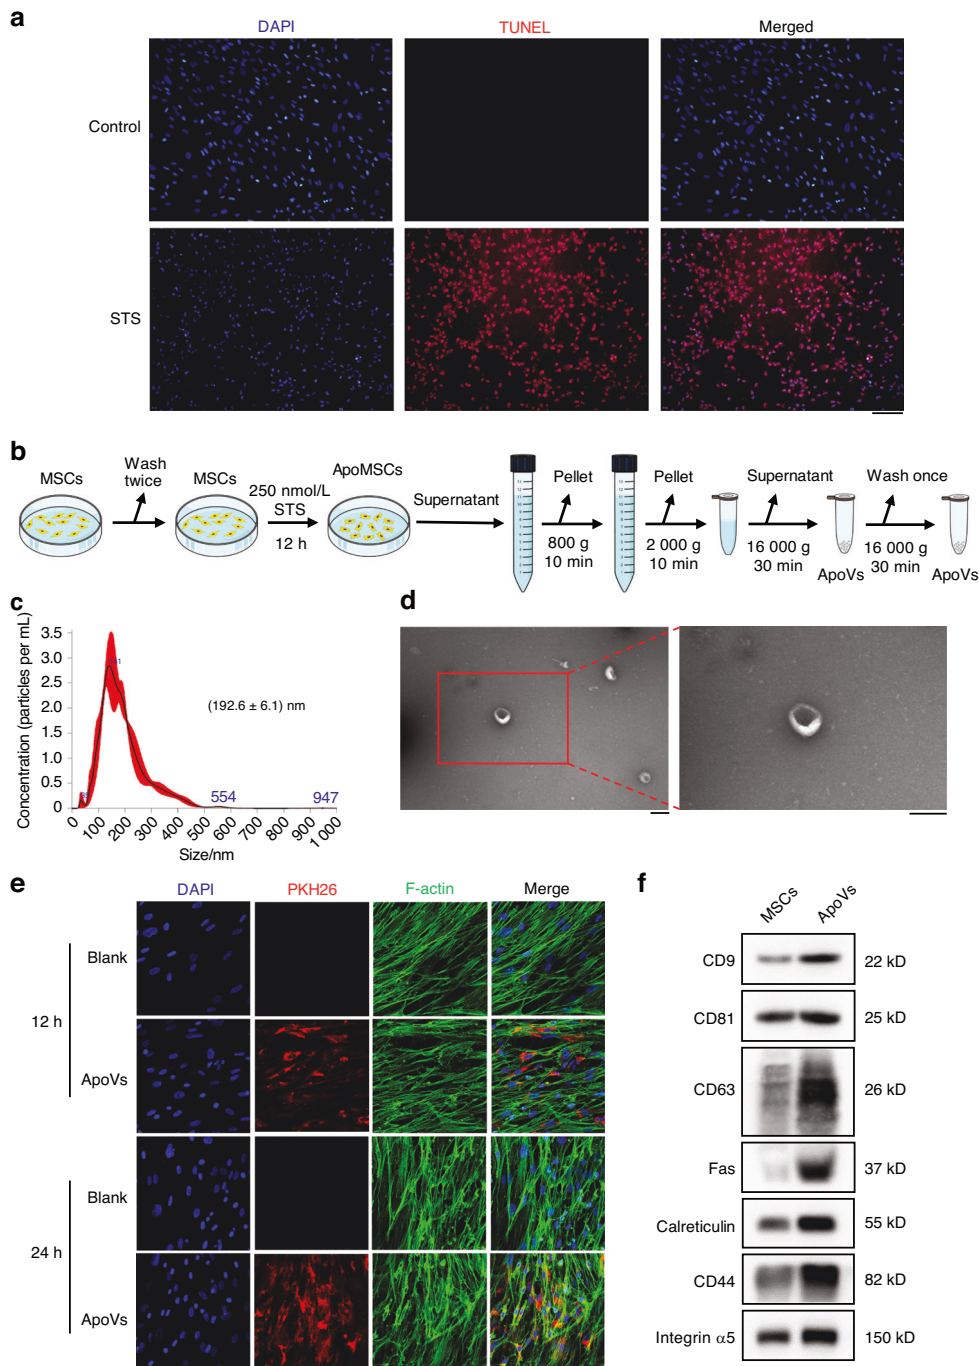 a
DAPI TUNEL Merged
Control
STS
b
MSCs
Wash twice
MSCs
250 nmol/L STS
12 h
ApoMSCs
Supernatant
Pellet
800 g
10 min
Pellet
2 000 g
10 min
Supernatant
16 000 g
30 min
ApoVs
Wash once
16 000 g
30 min
ApoVs
c
Concentration (particles per mL)
3.5
3.0
2.5
2.0
1.5
1.0
0.5
0
(192.6 ± 6.1) nm
554
947
0 100 200 300 400 500 600 700 800 900 1 000
Size/nm
d
e
DAPI PKH26 F-actin Merge
12 h
Blank
ApoVs
24 h
Blank
ApoVs
f
MSCs ApoVs
CD9 22 kD
CD81 25 kD
CD63 26 kD
Fas 37 kD
Calreticulin 55 kD
CD44 82 kD
Integrin α5 150 kD